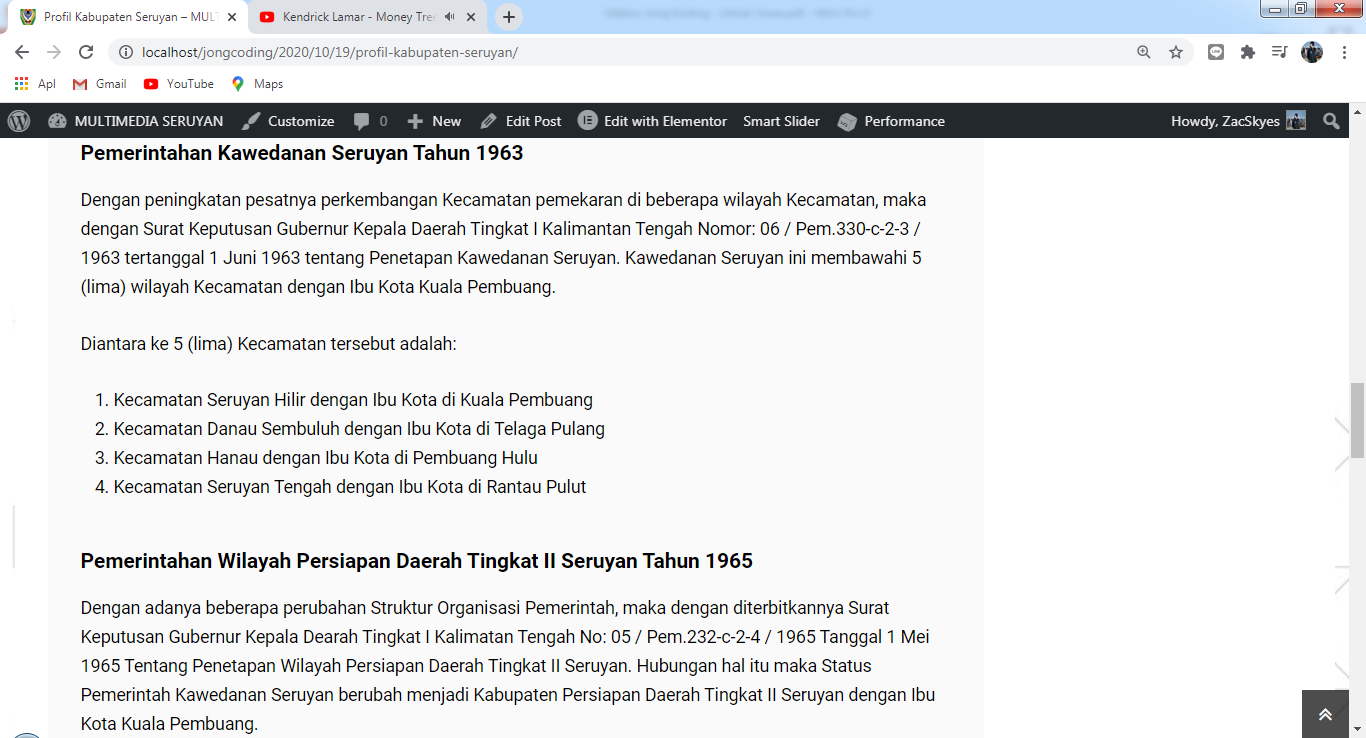 Profil Kabupaten Seruyan – MULT
Kendrick Lamar - Money Tree
localhost/jongcoding/2020/10/19/profil-kabupaten-seruyan/
Apl Gmail YouTube Maps
MULTIMEDIA SERUYAN Customize 0 New Edit Post Edit with Elementor Smart Slider Performance Howdy, ZacSkyes
Pemerintahan Kawedanan Seruyan Tahun 1963
Dengan peningkatan pesatnya perkembangan Kecamatan pemekaran di beberapa wilayah Kecamatan, maka
dengan Surat Keputusan Gubernur Kepala Daerah Tingkat I Kalimantan Tengah Nomor: 06 / Pem.330-c-2-3 /
1963 tertanggal 1 Juni 1963 tentang Penetapan Kawedanan Seruyan. Kawedanan Seruyan ini membawahi 5
(lima) wilayah Kecamatan dengan Ibu Kota Kuala Pembuang.
Diantara ke 5 (lima) Kecamatan tersebut adalah:
1. Kecamatan Seruyan Hilir dengan Ibu Kota di Kuala Pembuang
2. Kecamatan Danau Sembuluh dengan Ibu Kota di Telaga Pulang
3. Kecamatan Hanau dengan Ibu Kota di Pembuang Hulu
4. Kecamatan Seruyan Tengah dengan Ibu Kota di Rantau Pulut
Pemerintahan Wilayah Persiapan Daerah Tingkat II Seruyan Tahun 1965
Dengan adanya beberapa perubahan Struktur Organisasi Pemerintah, maka dengan diterbitkannya Surat
Keputusan Gubernur Kepala Dearah Tingkat I Kalimatan Tengah No: 05 / Pem.232-c-2-4 / 1965 Tanggal 1 Mei
1965 Tentang Penetapan Wilayah Persiapan Daerah Tingkat II Seruyan. Hubungan hal itu maka Status
Pemerintah Kawedanan Seruyan berubah menjadi Kabupaten Persiapan Daerah Tingkat II Seruyan dengan Ibu
Kota Kuala Pembuang.